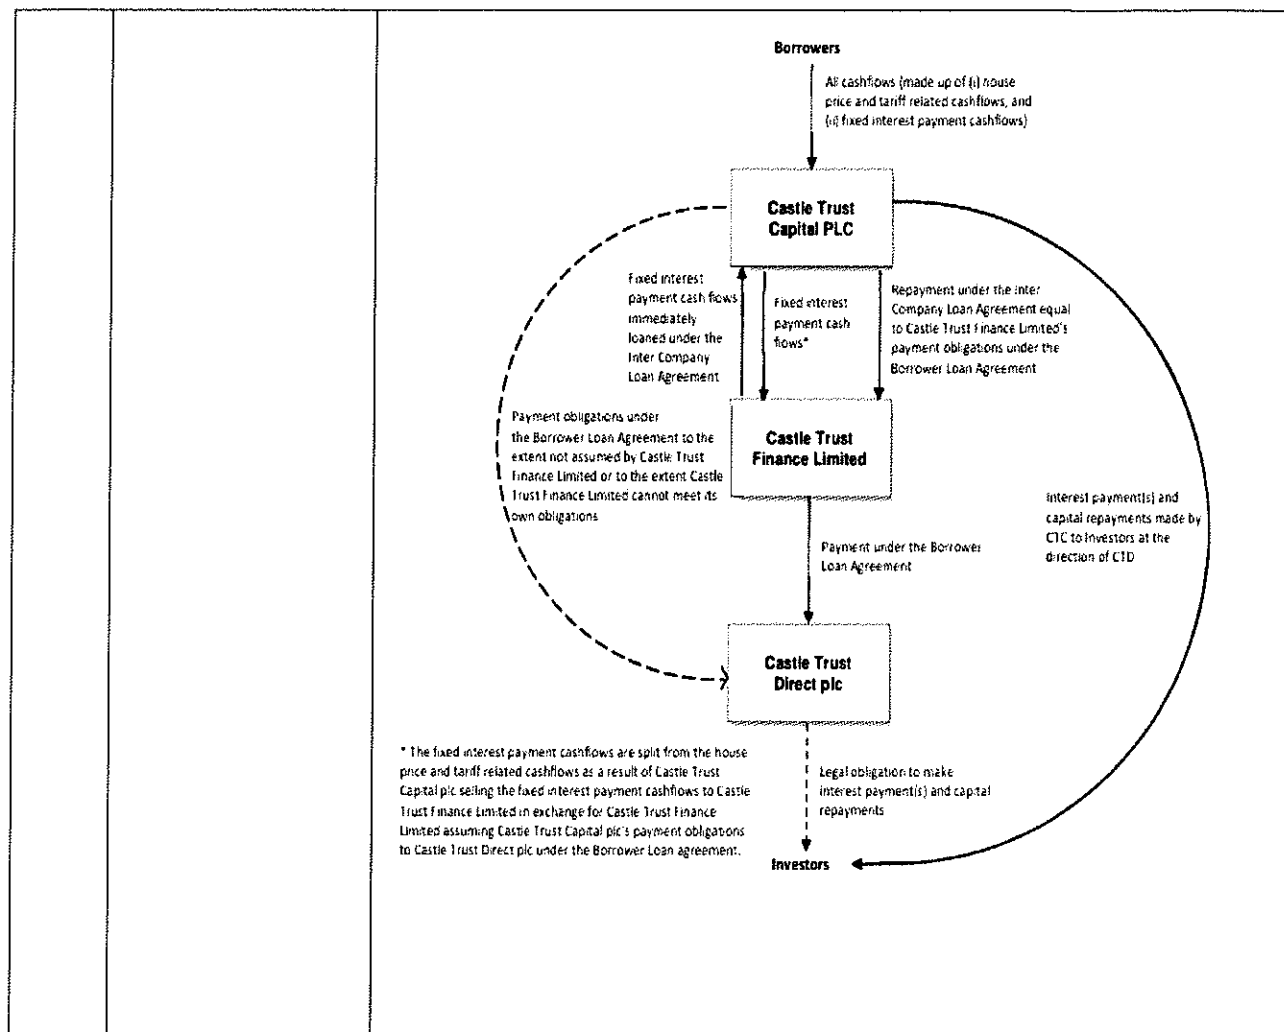 Borrowers
All cashflows (made up of (i) house
price and tariff related cashflows, and
(ii) fixed interest payment cashflows)
Castle Trust
Capital PLC
Fixed interest
payment cash flows
immediately
loaned under the
Inter Company
Loan Agreement
Fixed interest
payment cash
flows*
Repayment under the Inter
Company Loan Agreement equal
to Castle Trust Finance Limited's
payment obligations under the
Borrower Loan Agreement
Payment obligations under
the Borrower Loan Agreement to the
extent not assumed by Castle Trust
Finance Limited or to the extent Castle
Trust Finance Limited cannot meet its
own obligations
Castle Trust
Finance Limited
Interest payment(s) and
capital repayments made by
CTC to Investors at the
direction of CTD
Payment under the Borrower
Loan Agreement
Castle Trust
Direct plc
* The fixed interest payment cashflows are split from the house
price and tariff related cashflows as a result of Castle Trust
Capital plc selling the fixed interest payment cashflows to Castle
Trust Finance Limited in exchange for Castle Trust Finance
Limited assuming Castle Trust Capital plc's payment obligations
to Castle Trust Direct plc under the Borrower Loan agreement.
Legal obligation to make
interest payment(s) and capital
repayments
Investors